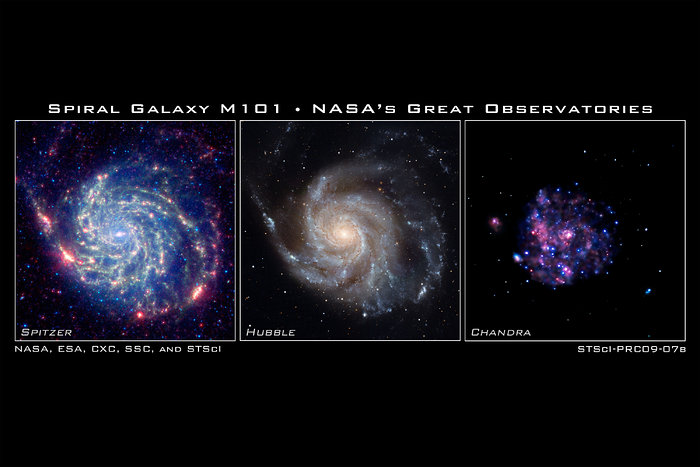 Spiral Galaxy M101 • NASA's Great Observatories
Spitzer
Hubble
Chandra
NASA, ESA, CXC, SSC, and STScI
STScI-PRC09-07b